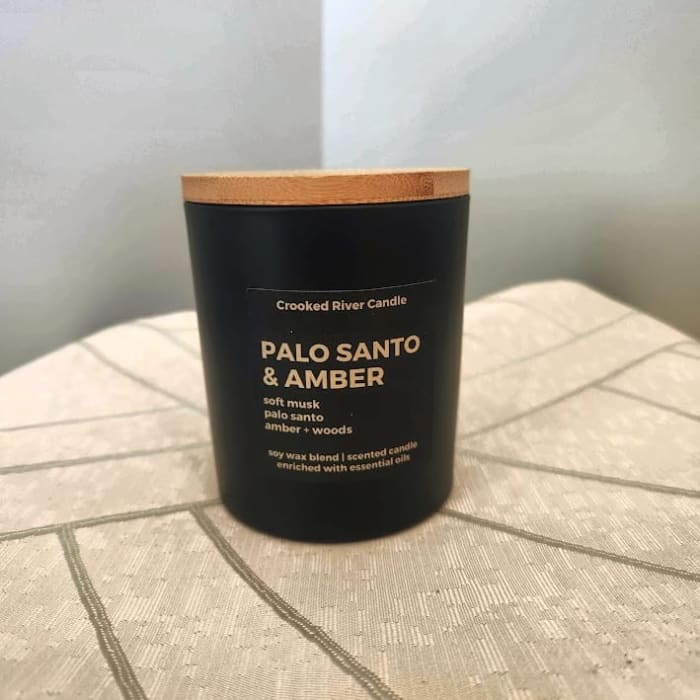 Crooked River Candle
PALO SANTO
& AMBER
soft musk
palo santo
amber + woods
soy wax blend | scented candle
enriched with essential oils